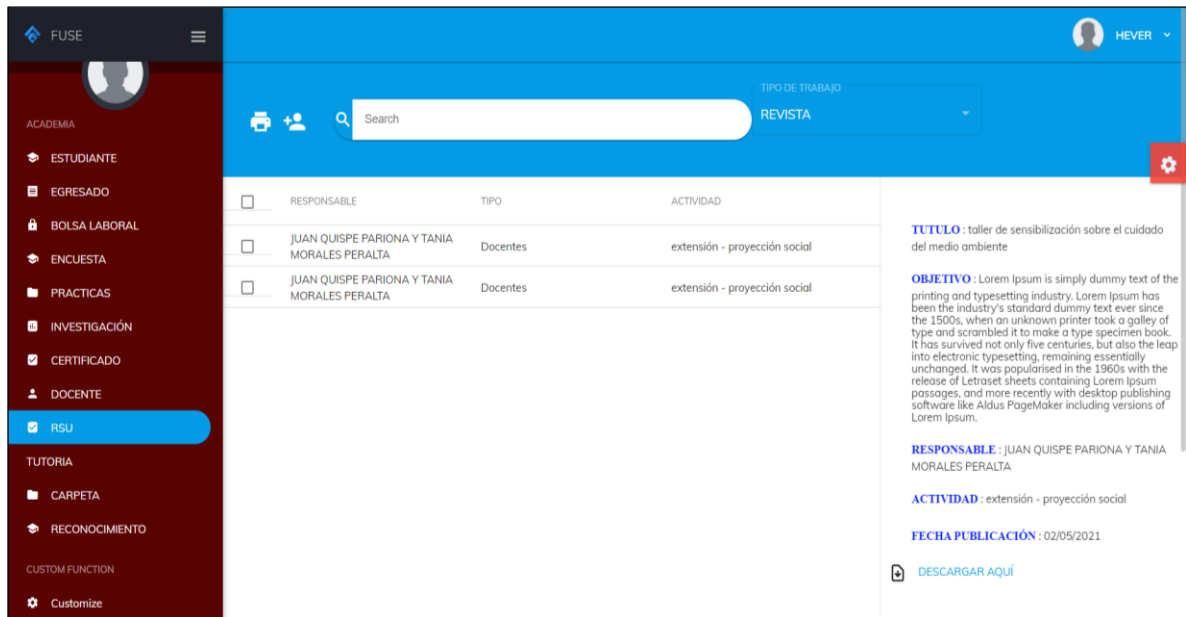 FUSE
HEVER
ACADEMIA
ESTUDIANTE
EGRESADO
BOLSA LABORAL
ENCUESTA
PRACTICAS
INVESTIGACIÓN
CERTIFICADO
DOCENTE
RSU
TUTORIA
CARPETA
RECONOCIMIENTO
CUSTOM FUNCTION
Customize
Search
TIPO DE TRABAJO
REVISTA
RESPONSABLE TIPO ACTIVIDAD
JUAN QUISPE PARIONA Y TANIA
MORALES PERALTA
Docentes
extensión - proyección social
JUAN QUISPE PARIONA Y TANIA
MORALES PERALTA
Docentes
extensión - proyección social
TUTULO : taller de sensibilización sobre el cuidado
del medio ambiente
OBJETIVO : Lorem Ipsum is simply dummy text of the
printing and typesetting industry. Lorem Ipsum has
been the industry's standard dummy text ever since
the 1500s, when an unknown printer took a galley of
type and scrambled it to make a type specimen book.
It has survived not only five centuries, but also the leap
into electronic typesetting, remaining essentially
unchanged. It was popularised in the 1960s with the
release of Letraset sheets containing Lorem Ipsum
passages, and more recently with desktop publishing
software like Aldus PageMaker including versions of
Lorem Ipsum.
RESPONSABLE : JUAN QUISPE PARIONA Y TANIA
MORALES PERALTA
ACTIVIDAD : extensión - proyección social
FECHA PUBLICACIÓN : 02/05/2021
DESCARGAR AQUÍ